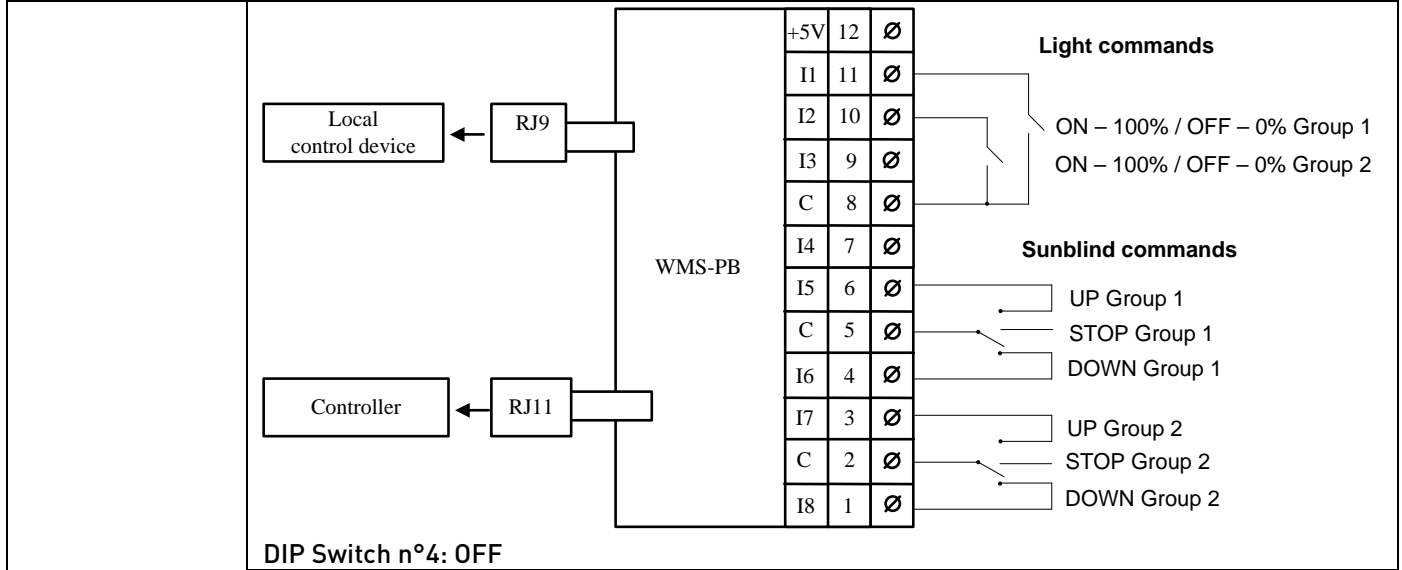 +5V 12 Ø
Light commands
I1 11 Ø
I2 10 Ø
Local
control device
RJ9
ON – 100% / OFF – 0% Group 1
I3 9 Ø
ON – 100% / OFF – 0% Group 2
C 8 Ø
I4 7 Ø
Sunblind commands
WMS-PB
I5 6 Ø
UP Group 1
C 5 Ø
STOP Group 1
I6 4 Ø
DOWN Group 1
Controller
RJ11
I7 3 Ø
UP Group 2
C 2 Ø
STOP Group 2
I8 1 Ø
DOWN Group 2
DIP Switch n°4: OFF